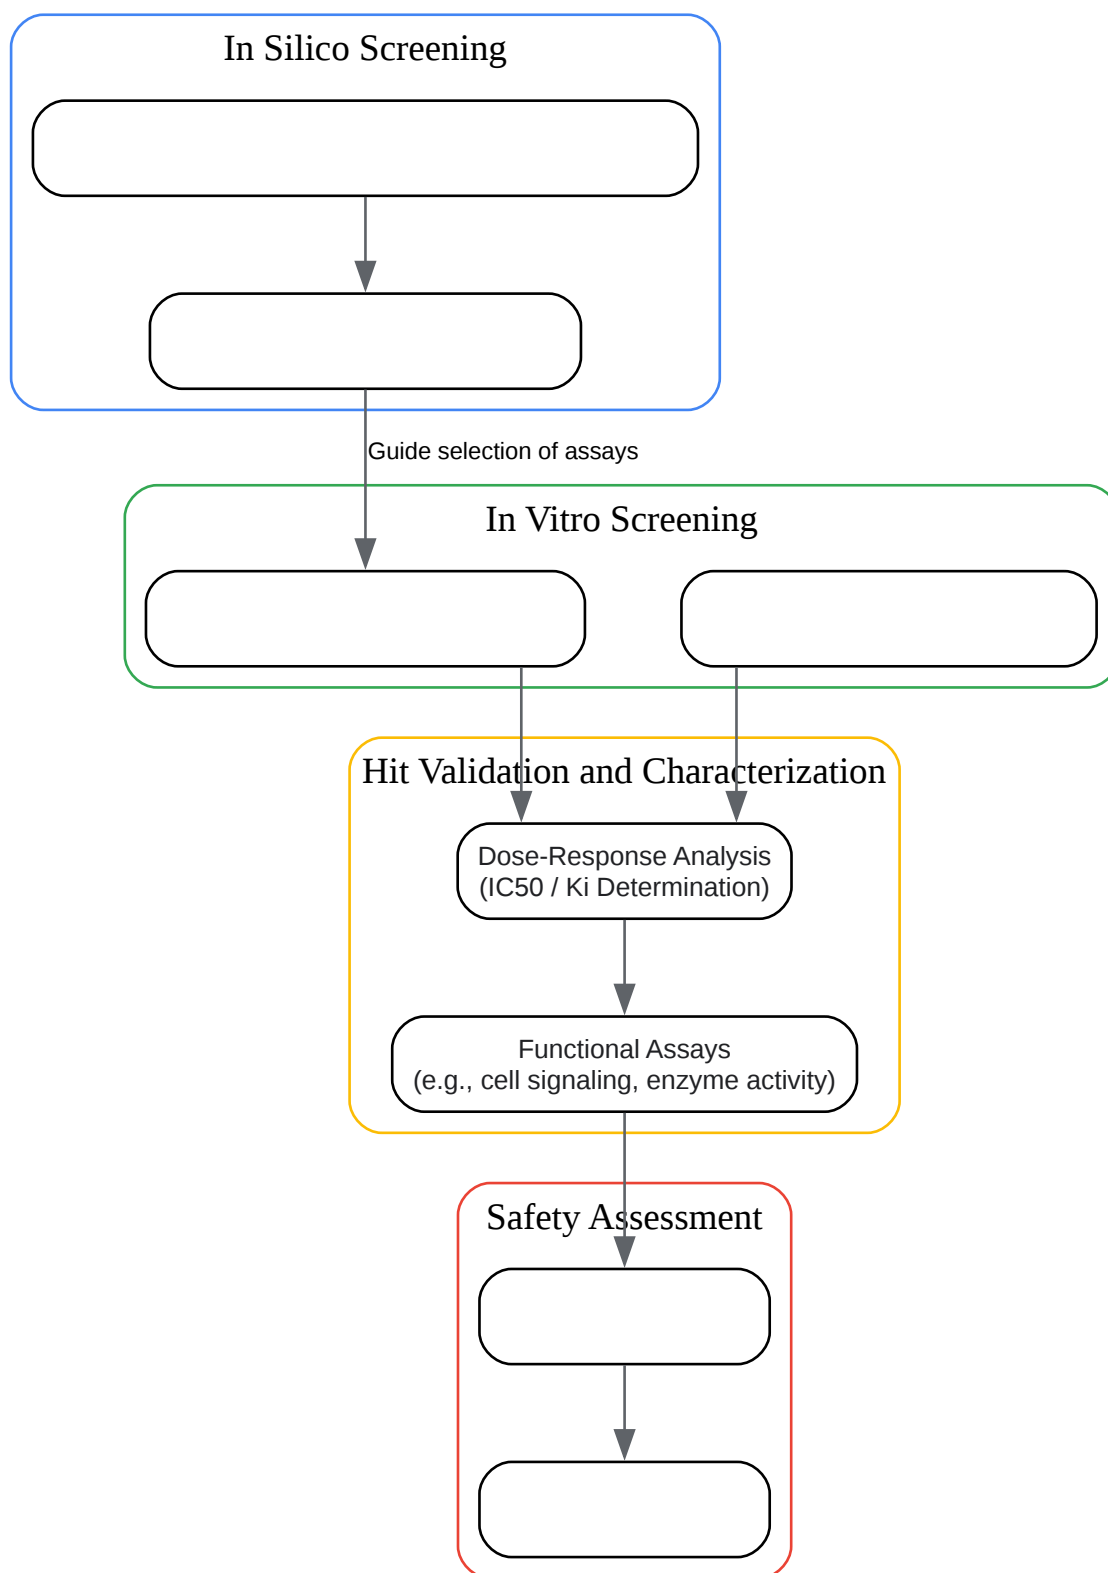 In Silico Screening
Guide selection of assays
In Vitro Screening
Hit Validation and Characterization
Dose-Response Analysis
(IC50 / Ki Determination)
Functional Assays
(e.g., cell signaling, enzyme activity)
Safety Assessment